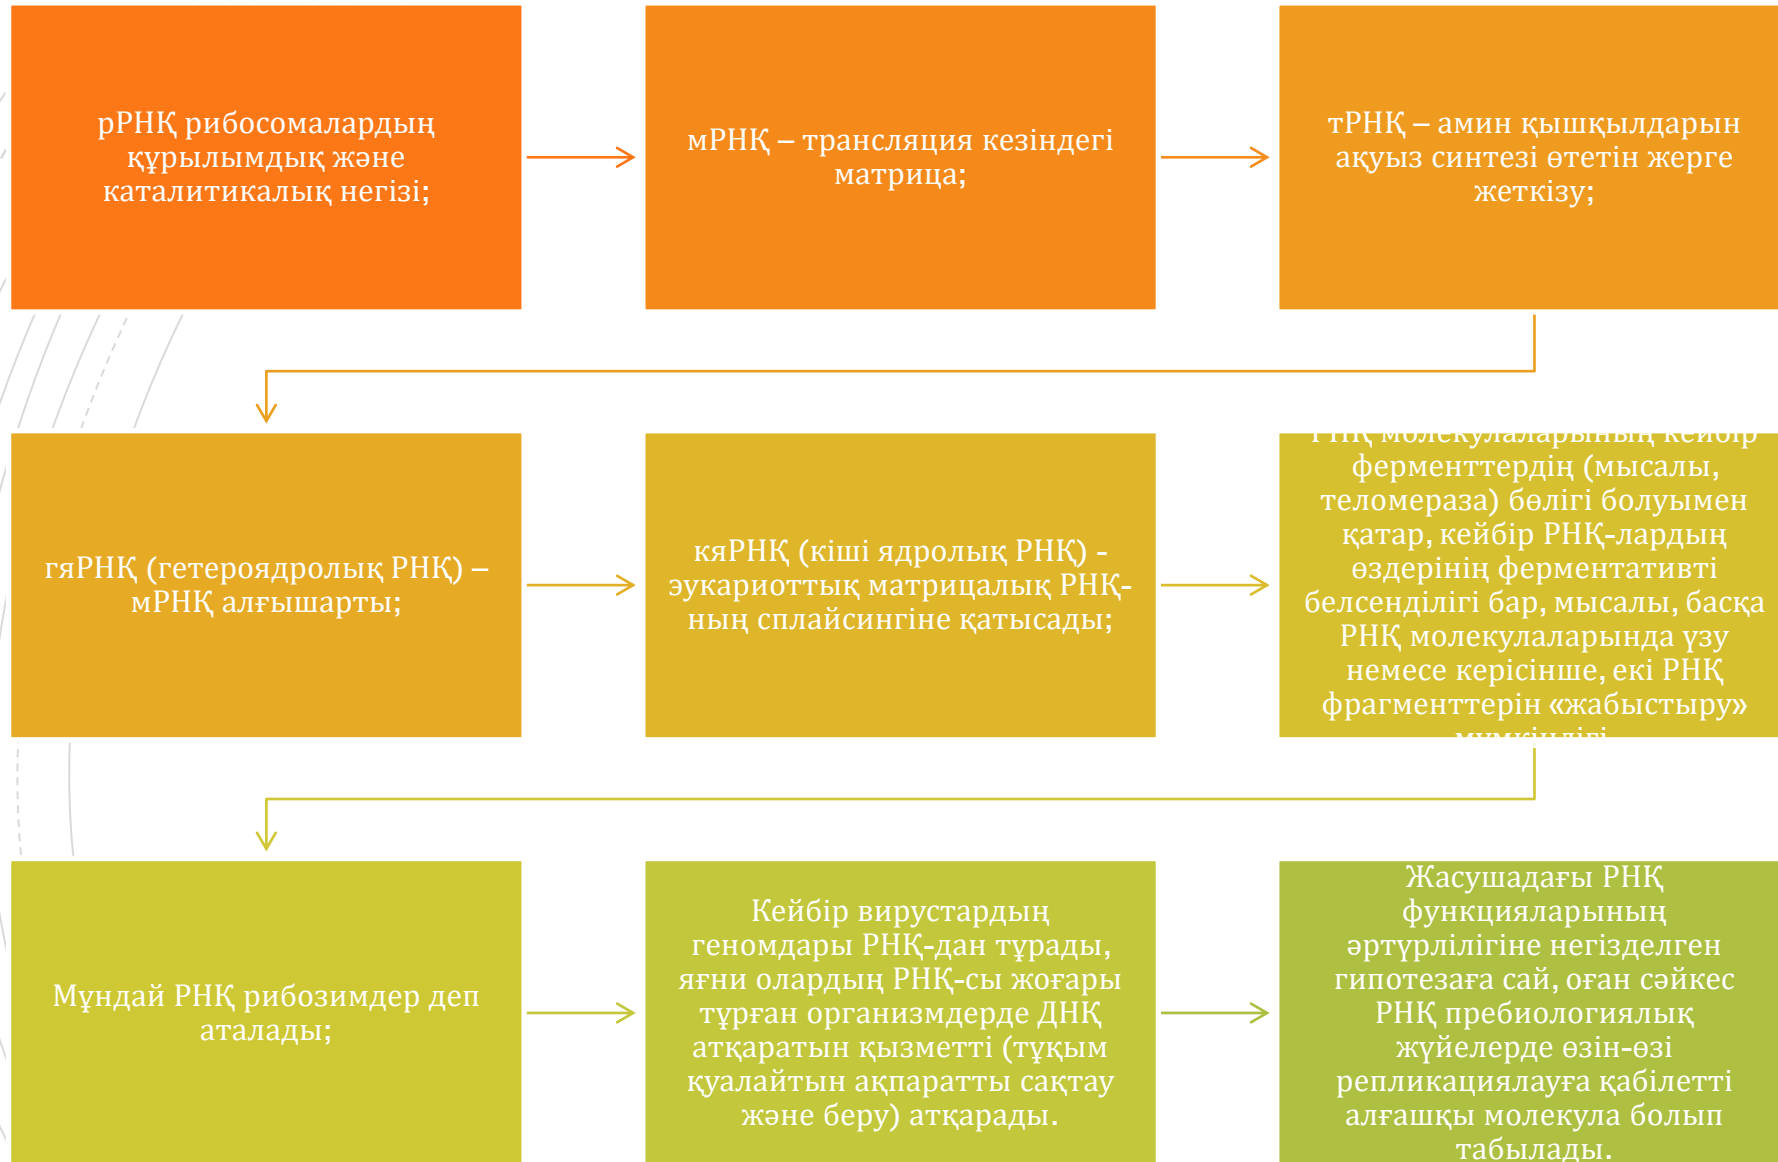 рРНҚ рибосомалардың
құрылымдық және
каталитикалық негізі;
мРНҚ – трансляция кезіндегі
матрица;
тРНҚ – амин қышқылдарын
ақуыз синтезі өтетін жерге
жеткізу;
гяРНҚ (гетероядролық РНҚ) –
мРНҚ алғышарты;
кяРНҚ (кіші ядролық РНҚ) -
эукариоттық матрицалық РНҚ-
ның сплайсингіне қатысады;
РНҚ молекулаларының кейбір
ферменттердің (мысалы,
теломераза) бөлігі болуымен
қатар, кейбір РНҚ-лардың
өздерінің ферментативті
белсенділігі бар, мысалы, басқа
РНҚ молекулаларында үзу
немесе керісінше, екі РНҚ
фрагменттерін «жабыстыру»
мүмкіндігі
Мұндай РНҚ рибозимдер деп
аталады;
Кейбір вирустардың
геномдары РНҚ-дан тұрады,
яғни олардың РНҚ-сы жоғары
тұрған организмдерде ДНҚ
атқаратын қызметті (тұқым
қуалайтын ақпаратты сақтау
және беру) атқарады.
Жасушадағы РНҚ
функцияларының
әртүрлілігіне негізделген
гипотезаға сай, оған сәйкес
РНҚ пребиологиялық
жүйелерде өзін-өзі
репликациялауға қабілетті
алғашқы молекула болып
табылады.